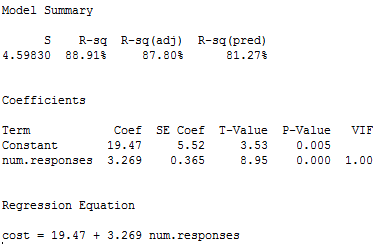 Model Summary
S R-sq R-sq(adj) R-sq(pred)
4.59830 88.91% 87.80% 81.27%
Coefficients
Term Coef SE Coef T-Value P-Value VIF
Constant 19.47 5.52 3.53 0.005
num.responses 3.269 0.365 8.95 0.000 1.00
Regression Equation
cost = 19.47 + 3.269 num.responses